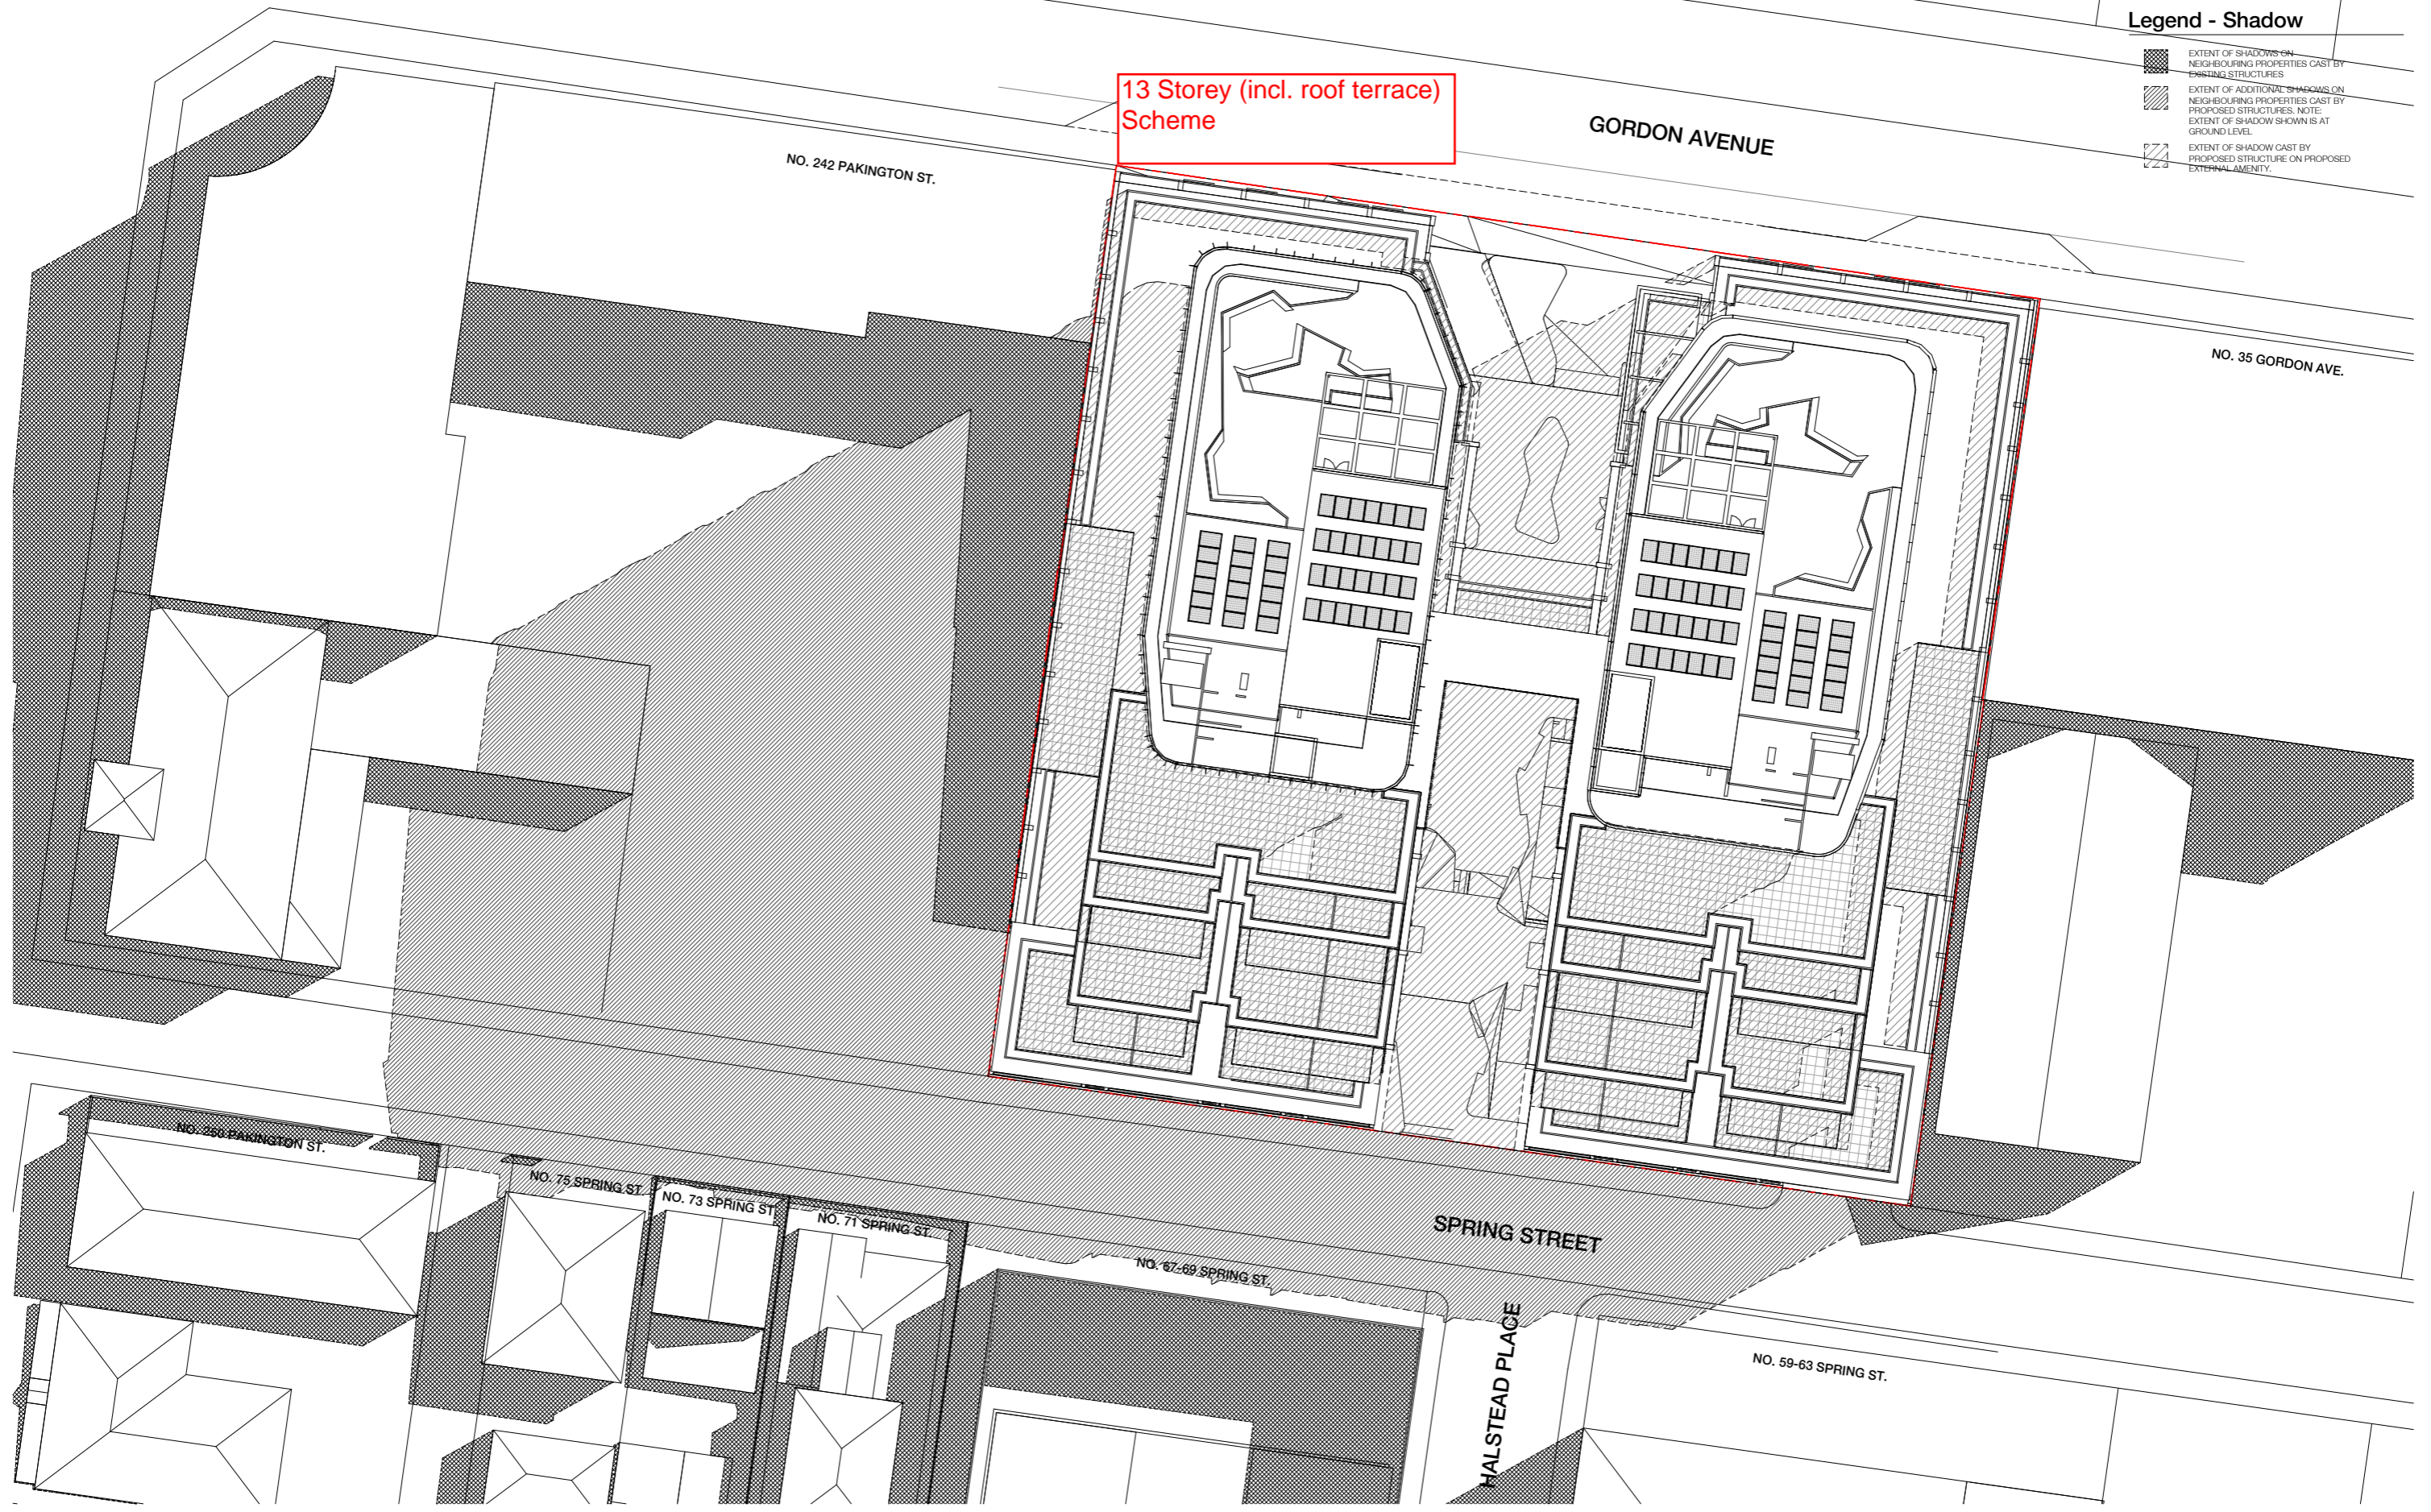 Legend - Shadow
EXTENT OF SHADOWS ON
NEIGHBOURING PROPERTIES CAST BY
EXISTING STRUCTURES
EXTENT OF ADDITIONAL SHADOWS ON
NEIGHBOURING PROPERTIES CAST BY
PROPOSED STRUCTURES. NOTE:
EXTENT OF SHADOW SHOWN IS AT
GROUND LEVEL
EXTENT OF SHADOW CAST BY
PROPOSED STRUCTURE ON PROPOSED
EXTERNAL AMENITY.
13 Storey (incl. roof terrace)
Scheme
GORDON AVENUE
NO. 242 PAKINGTON ST.
NO. 35 GORDON AVE.
NO. 250 PAKINGTON ST.
NO. 75 SPRING ST.
NO. 73 SPRING ST.
NO. 71 SPRING ST.
SPRING STREET
NO. 67-69 SPRING ST.
HALSTEAD PLACE
NO. 59-63 SPRING ST.